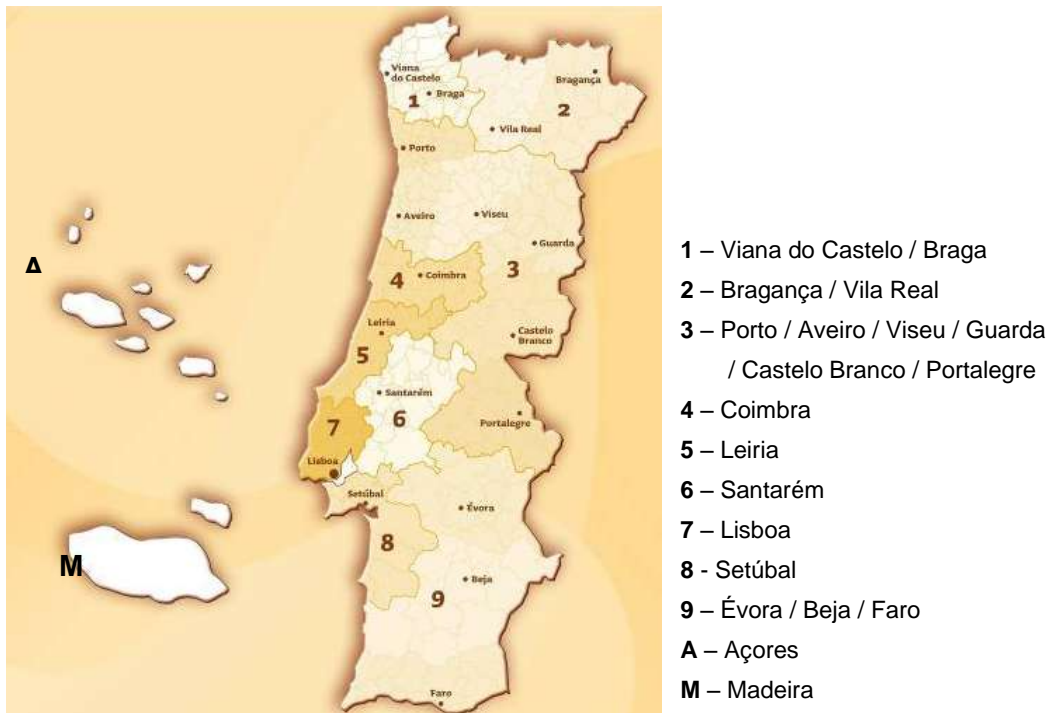 Viana
do Castelo
Braga
1
Bragança
2
Vila Real
Porto
Aveiro
Viseu
Guarda
3
4
Coimbra
Leiria
Castelo
Branco
5
Santarém
6
7
Portalegre
Lisboa
Setúbal
Évora
8
Beja
9
Faro
A
M
1 – Viana do Castelo / Braga
2 – Bragança / Vila Real
3 – Porto / Aveiro / Viseu / Guarda
/ Castelo Branco / Portalegre
4 – Coimbra
5 – Leiria
6 – Santarém
7 – Lisboa
8 - Setúbal
9 – Évora / Beja / Faro
A – Açores
M – Madeira